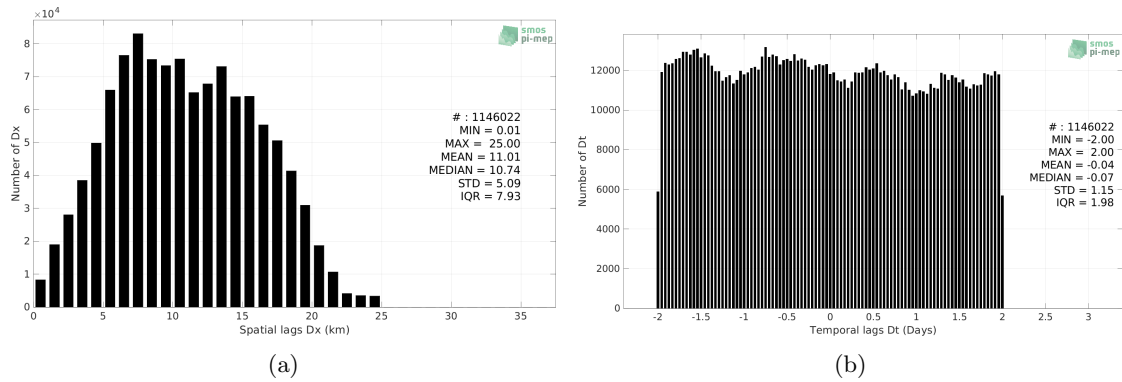 ×10⁴
8
7
6
5
4
3
2
1
0
Number of Dx
0 5 10 15 20 25 30 35
Spatial lags Dx (km)
smos
pi-mep
# : 1146022
MIN = 0.01
MAX = 25.00
MEAN = 11.01
MEDIAN = 10.74
STD = 5.09
IQR = 7.93
(a)
12000
10000
8000
6000
4000
2000
0
Number of Dt
-2 -1.5 -1 -0.5 0 0.5 1 1.5 2 2.5 3
Temporal lags Dt (Days)
smos
pi-mep
# : 1146022
MIN = -2.00
MAX = 2.00
MEAN = -0.04
MEDIAN = -0.07
STD = 1.15
IQR = 1.98
(b)